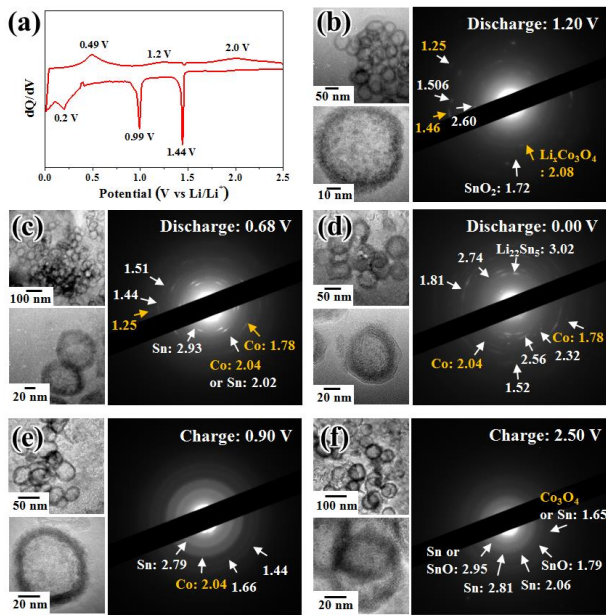 (a)
0.49 V
1.2 V
2.0 V
0.2 V
0.99 V
1.44 V
dQ/dV
0.0 0.5 1.0 1.5 2.0 2.5
Potential (V vs Li/Li⁺)
(b)
50 nm
10 nm
Discharge: 1.20 V
1.25
1.506
1.46
2.60
LiₓCo₃O₄
: 2.08
SnO₂: 1.72
(c)
100 nm
20 nm
Discharge: 0.68 V
1.51
1.44
1.25
Sn: 2.93
Co: 1.78
Co: 2.04
or Sn: 2.02
(d)
50 nm
20 nm
Discharge: 0.00 V
Li₂₂Sn₅: 3.02
2.74
1.81
Co: 1.78
2.32
2.56
Co: 2.04
1.52
(e)
50 nm
20 nm
Charge: 0.90 V
1.44
Sn: 2.79
Co: 2.04
1.66
(f)
100 nm
20 nm
Charge: 2.50 V
Co₃O₄
or Sn: 1.65
Sn or
SnO: 2.95
SnO: 1.79
Sn: 2.06
Sn: 2.81